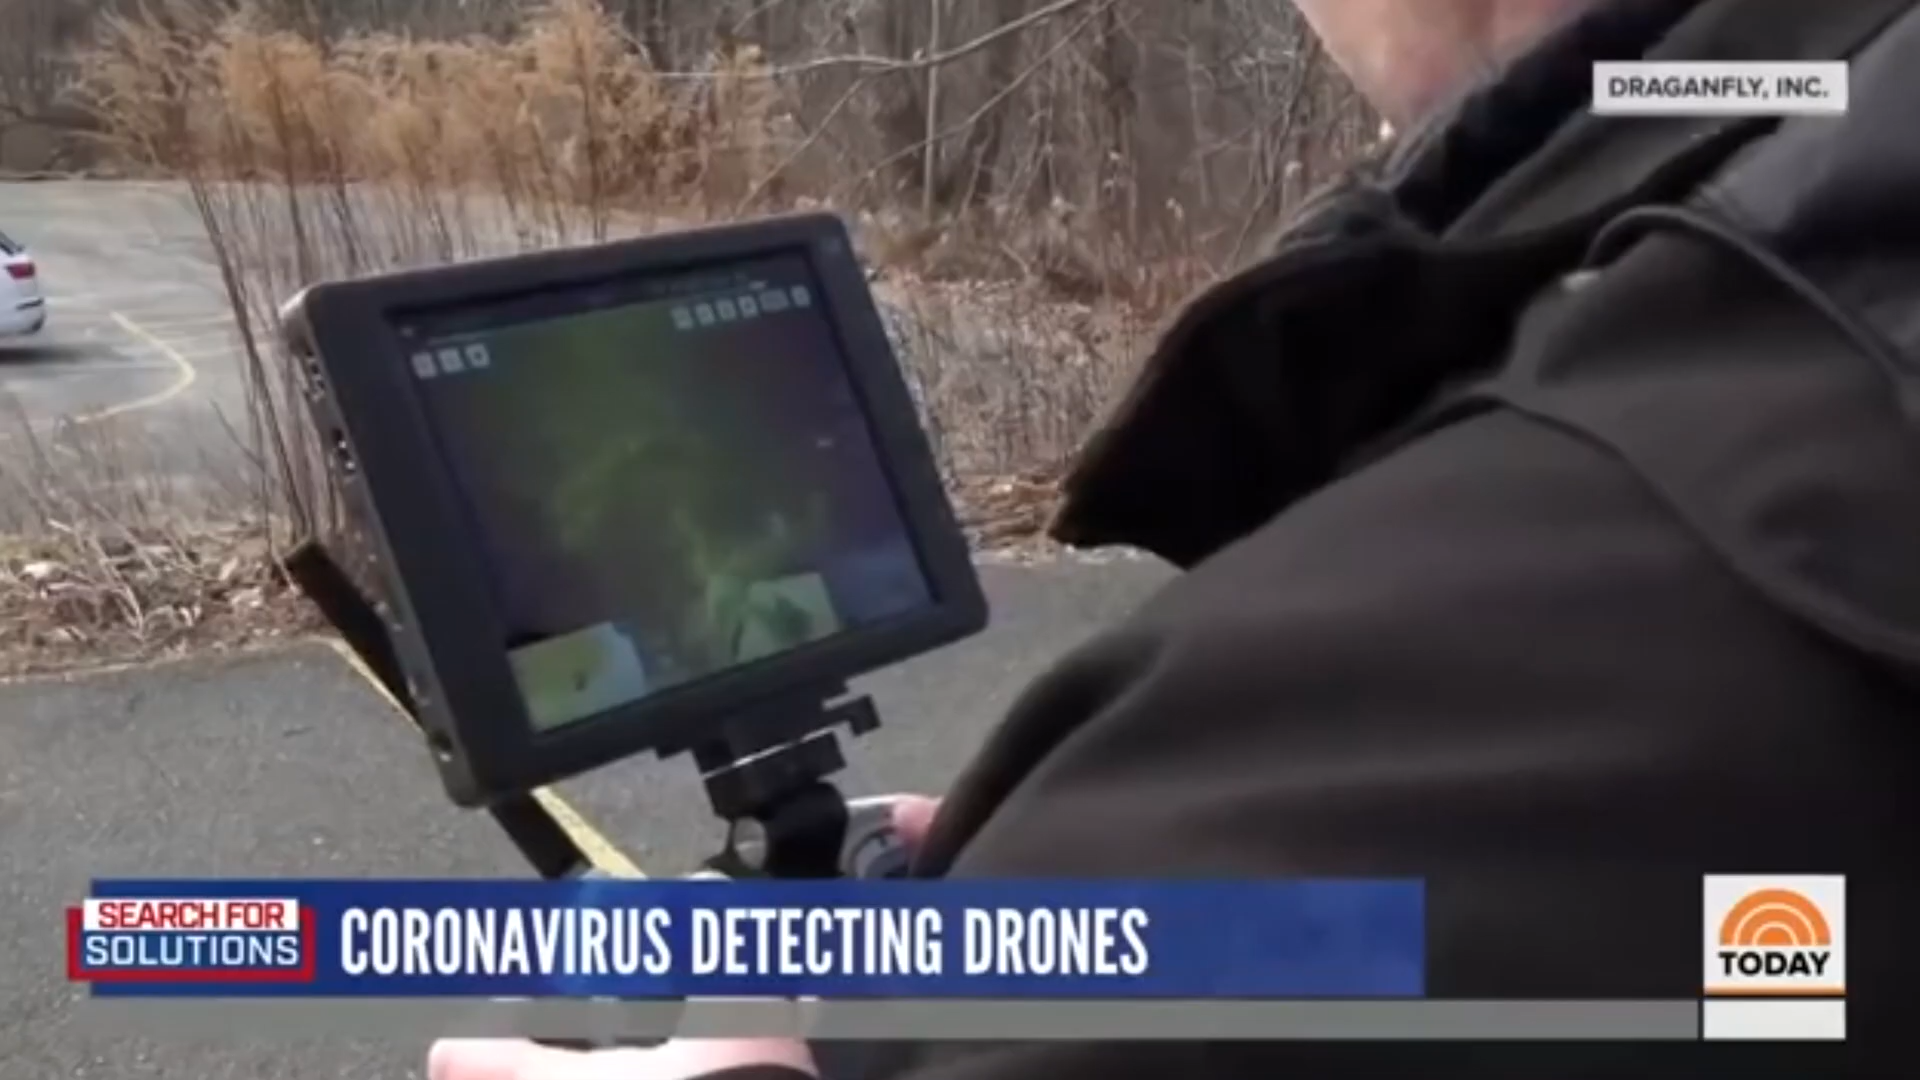 DRAGANFLY, INC.
SEARCH FOR
SOLUTIONS
CORONAVIRUS DETECTING DRONES
TODAY